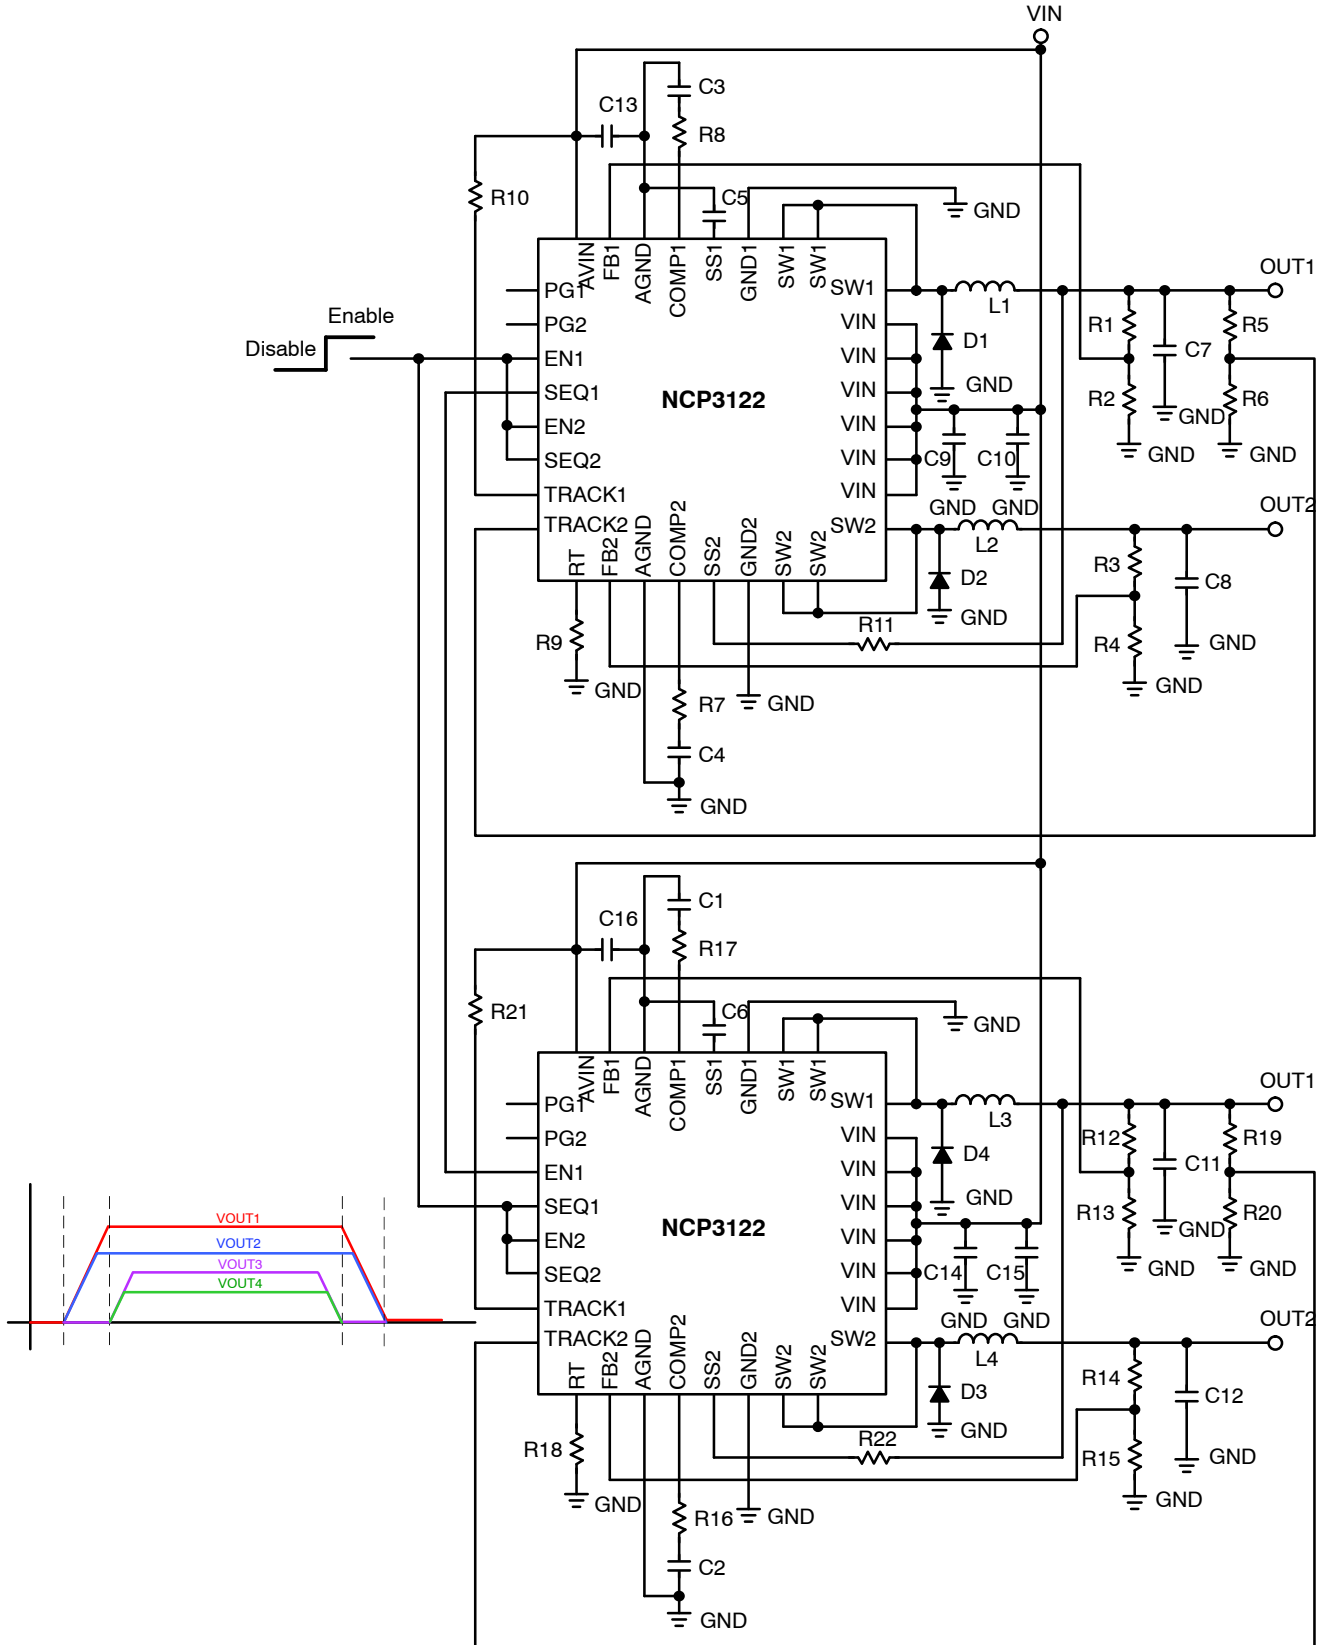 VIN
C3
C13
R8
R10
C5
GND
AVIN
FB1
AGND
COMP1
SS1
GND1
SW1
SW1
OUT1
PG1
SW1
L1
Enable
PG2
VIN
R1
R5
Disable
D1
C7
EN1
VIN
GND
SEQ1
NCP3122
VIN
R2
GND
R6
EN2
VIN
GND
GND
SEQ2
VIN
C9
C10
TRACK1
VIN
GND
GND
OUT2
TRACK2
SW2
L2
RT
FB2
AGND
COMP2
SS2
GND2
SW2
SW2
R3
D2
C8
GND
R11
R9
R4
GND
GND
GND
R7
GND
C4
GND
C1
C16
R17
R21
C6
GND
AVIN
FB1
AGND
COMP1
SS1
GND1
SW1
SW1
OUT1
PG1
SW1
L3
PG2
VIN
R12
R19
D4
C11
EN1
VIN
GND
SEQ1
NCP3122
VIN
R13
GND
R20
EN2
VIN
GND
GND
SEQ2
VIN
C14
C15
TRACK1
VIN
GND
GND
OUT2
TRACK2
SW2
L4
VOUT1
VOUT2
VOUT3
VOUT4
RT
FB2
AGND
COMP2
SS2
GND2
SW2
SW2
R14
D3
C12
GND
R22
R18
R15
GND
GND
GND
R16
GND
C2
GND